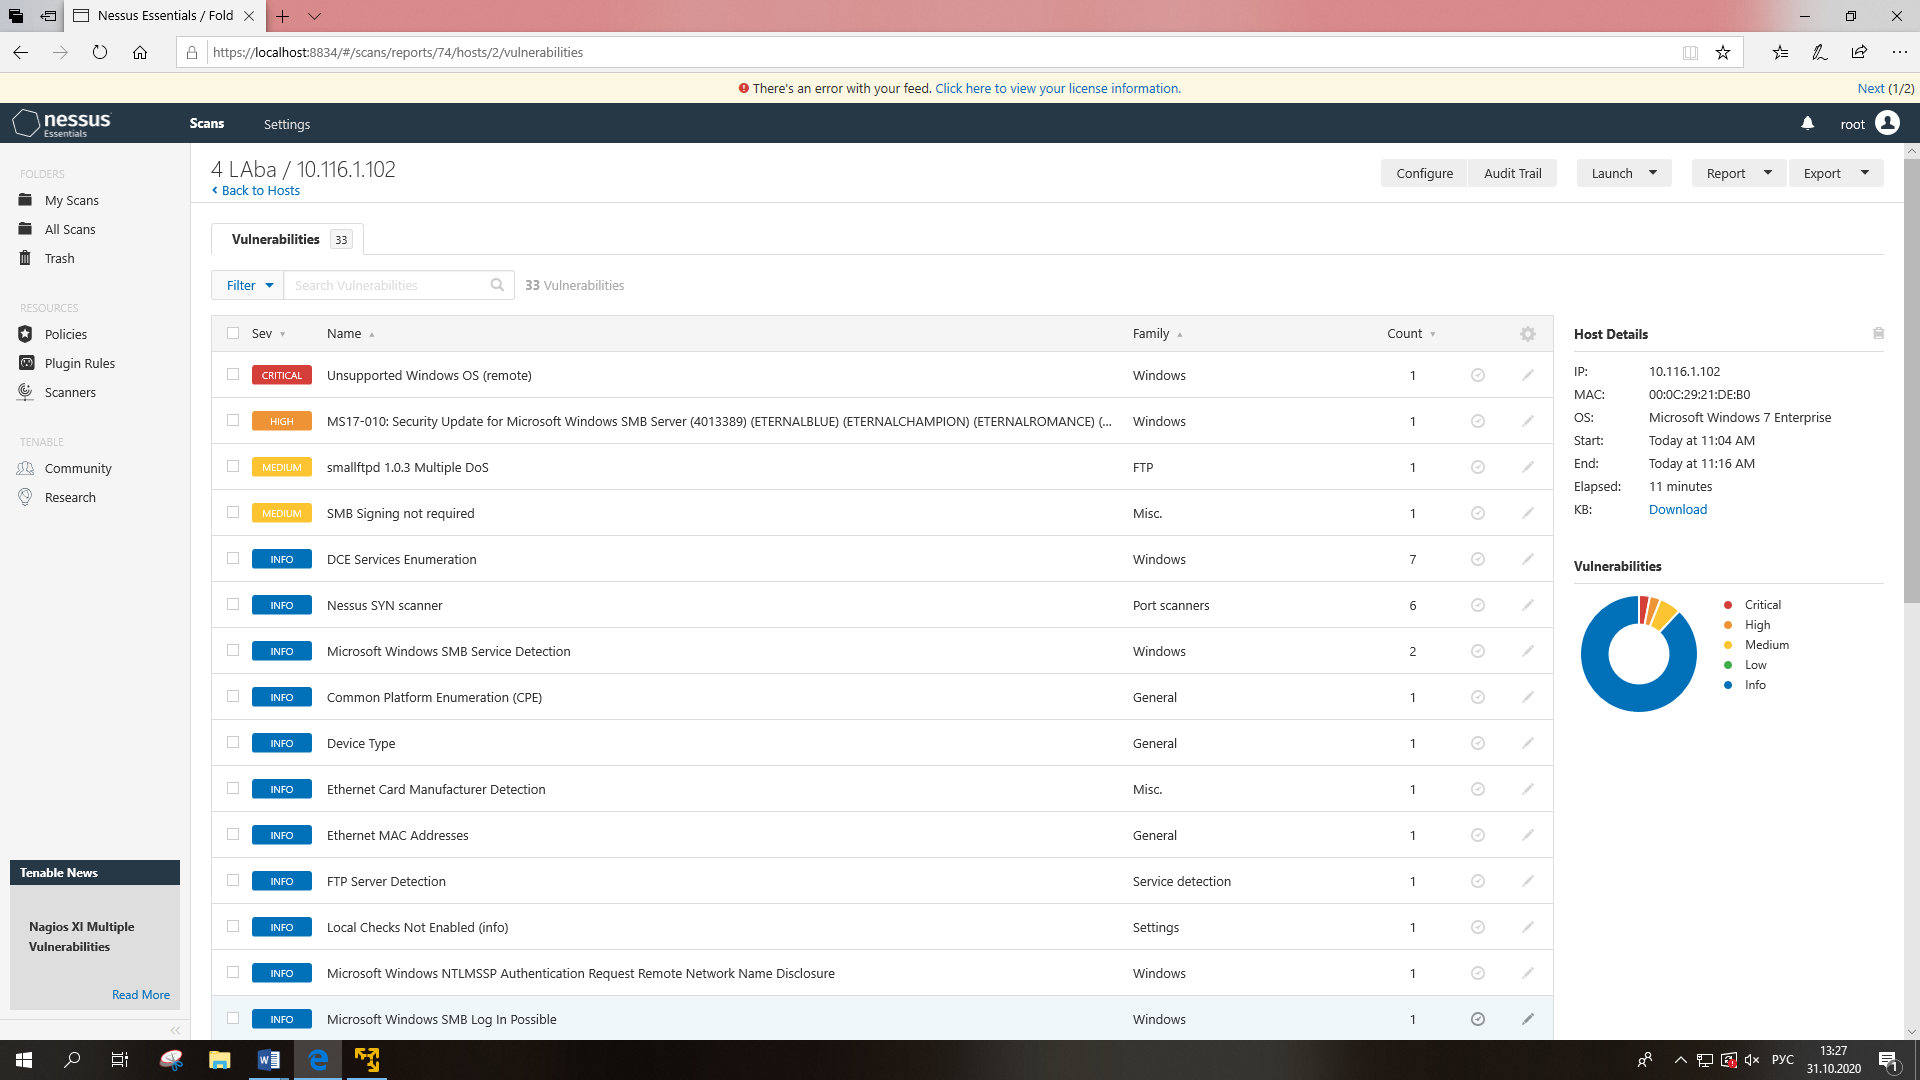 Nessus Essentials / Fold
https://localhost:8834/#/scans/reports/74/hosts/2/vulnerabilities
There's an error with your feed. Click here to view your license information.
Next (1/2)
nessus
Essentials
Scans
Settings
root
FOLDERS
My Scans
All Scans
Trash
RESOURCES
Policies
Plugin Rules
Scanners
TENABLE
Community
Research
Tenable News
Nagios XI Multiple
Vulnerabilities
Read More
4 LAba / 10.116.1.102
Back to Hosts
Configure
Audit Trail
Launch
Report
Export
Vulnerabilities 33
Filter
Search Vulnerabilities
33 Vulnerabilities
Sev Name Family Count
CRITICAL Unsupported Windows OS (remote) Windows 1
HIGH MS17-010: Security Update for Microsoft Windows SMB Server (4013389) (ETERNALBLUE) (ETERNALCHAMPION) (ETERNALROMANCE) (... Windows 1
MEDIUM smallftpd 1.0.3 Multiple DoS FTP 1
MEDIUM SMB Signing not required Misc. 1
INFO DCE Services Enumeration Windows 7
INFO Nessus SYN scanner Port scanners 6
INFO Microsoft Windows SMB Service Detection Windows 2
INFO Common Platform Enumeration (CPE) General 1
INFO Device Type General 1
INFO Ethernet Card Manufacturer Detection Misc. 1
INFO Ethernet MAC Addresses General 1
INFO FTP Server Detection Service detection 1
INFO Local Checks Not Enabled (info) Settings 1
INFO Microsoft Windows NTLMSSP Authentication Request Remote Network Name Disclosure Windows 1
INFO Microsoft Windows SMB Log In Possible Windows 1
Host Details
IP: 10.116.1.102
MAC: 00:0C:29:21:DE:B0
OS: Microsoft Windows 7 Enterprise
Start: Today at 11:04 AM
End: Today at 11:16 AM
Elapsed: 11 minutes
KB: Download
Vulnerabilities
Critical
High
Medium
Low
Info
РУС
13:27
31.10.2020
1